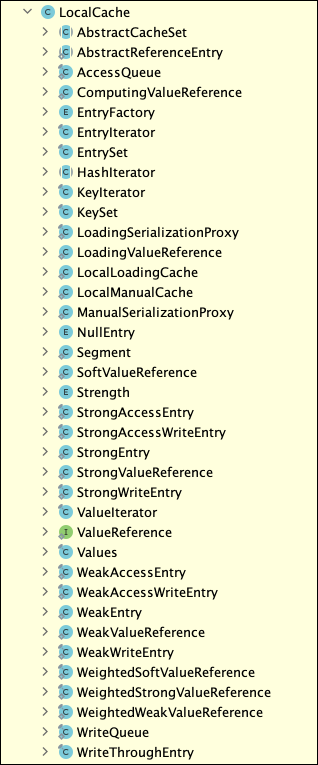 LocalCache
AbstractCacheSet
AbstractReferenceEntry
AccessQueue
ComputingValueReference
EntryFactory
EntryIterator
EntrySet
HashIterator
KeyIterator
KeySet
LoadingSerializationProxy
LoadingValueReference
LocalLoadingCache
LocalManualCache
ManualSerializationProxy
NullEntry
Segment
SoftValueReference
Strength
StrongAccessEntry
StrongAccessWriteEntry
StrongEntry
StrongValueReference
StrongWriteEntry
ValueIterator
ValueReference
Values
WeakAccessEntry
WeakAccessWriteEntry
WeakEntry
WeakValueReference
WeakWriteEntry
WeightedSoftValueReference
WeightedStrongValueReference
WeightedWeakValueReference
WriteQueue
WriteThroughEntry